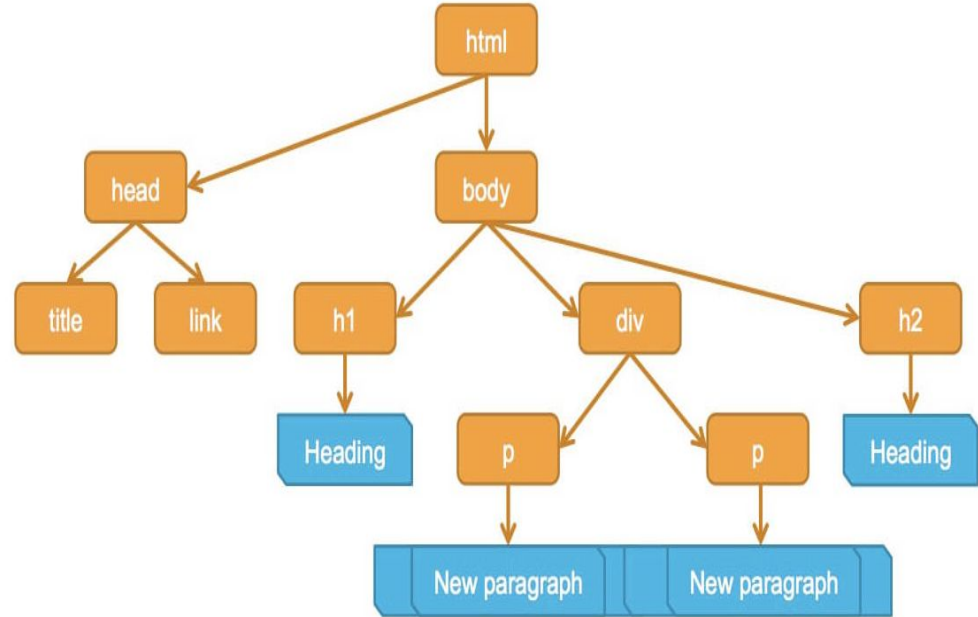 html
head
body
title
link
h1
div
h2
Heading
p
p
Heading
New paragraph
New paragraph